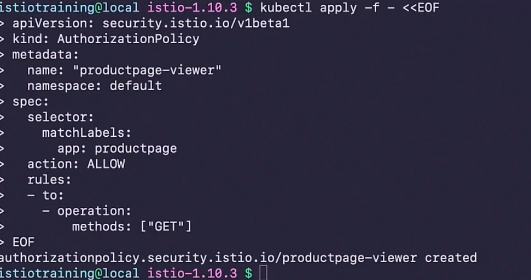 istiotraining@local istio-1.10.3 $ kubectl apply -f - <<EOF
> apiVersion: security.istio.io/v1beta1
> kind: AuthorizationPolicy
> metadata:
>   name: "productpage-viewer"
>   namespace: default
> spec:
>   selector:
>     matchLabels:
>       app: productpage
>   action: ALLOW
>   rules:
>   - to:
>     - operation:
>         methods: ["GET"]
> EOF
authorizationpolicy.security.istio.io/productpage-viewer created
istiotraining@local istio-1.10.3 $